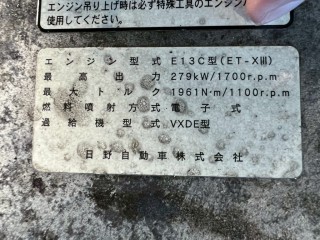 エンジン吊り上げ時は必ず特殊工具のエンジン
使用してください。
エンジン型式 E13C型(ET-XIII)
最高出力 279kW/1700r.p.m
最大トルク 1961N·m/1100r.p.m
燃料噴射方式 電子式
過給機型式 VXDE型
日野自動車株式会社